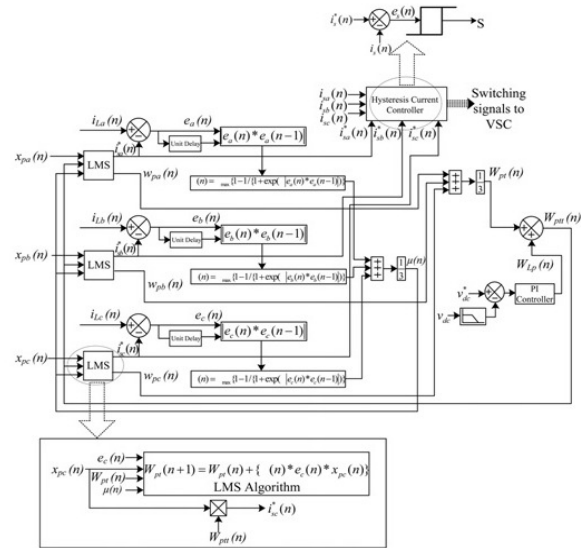 i*s(n)
es(n)
S
is(n)
isa(n)
isb(n)
isc(n)
Hysteresis Current Controller
Switching signals to VSC
i*sa(n) i*sb(n) i*sc(n)
iLa(n)
ea(n)
ea(n)*ea(n−1)
Unit Delay
i*sa(n)
xpa(n)
LMS
wpa(n)
(n)= max{1-1/{1+exp( |ea(n)*ea(n-1)|)}
1
3
Wpt(n)
Wptt(n)
iLb(n)
eb(n)
eb(n)*eb(n−1)
Unit Delay
i*sb(n)
xpb(n)
LMS
wpb(n)
(n)= max{1-1/{1+exp( |eb(n)*eb(n-1)|)}
1
3
μ(n)
WLp(n)
v*dc
PI Controller
vdc
iLc(n)
ec(n)
ec(n)*ec(n−1)
Unit Delay
i*sc(n)
xpc(n)
LMS
wpc(n)
(n)= max{1-1/{1+exp( |ec(n)*ec(n-1)|)}
ec(n)
xpc(n)
Wpt(n)
μ(n)
Wpt(n+1)=Wpt(n)+{ (n)*ec(n)*xpc(n)}
LMS Algorithm
i*sc(n)
Wptt(n)